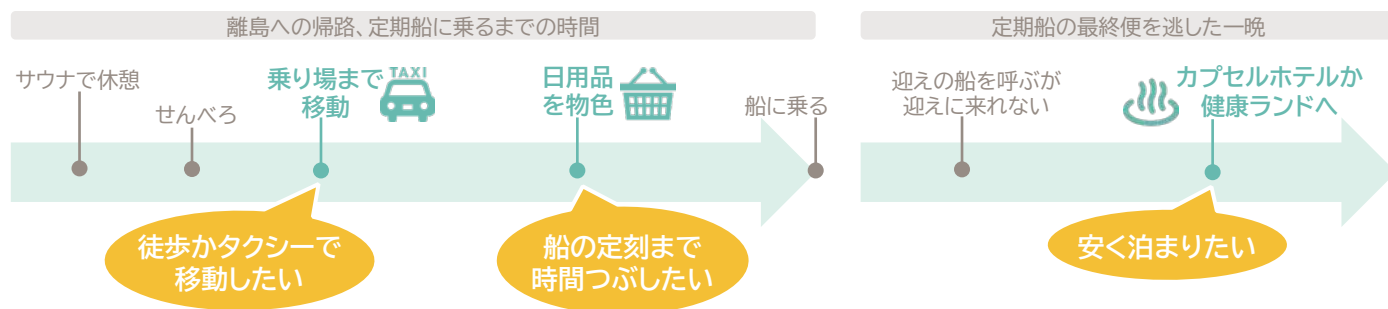 離島への帰路、定期船に乗るまでの時間
サウナで休憩
せんべろ
乗り場まで
移動
TAXI
日用品
を物色
船に乗る
徒歩かタクシーで
移動したい
船の定刻まで
時間つぶしたい
定期船の最終便を逃した一晩
迎えの船を呼ぶが
迎えに来れない
カプセルホテルか
健康ランドへ
安く泊まりたい